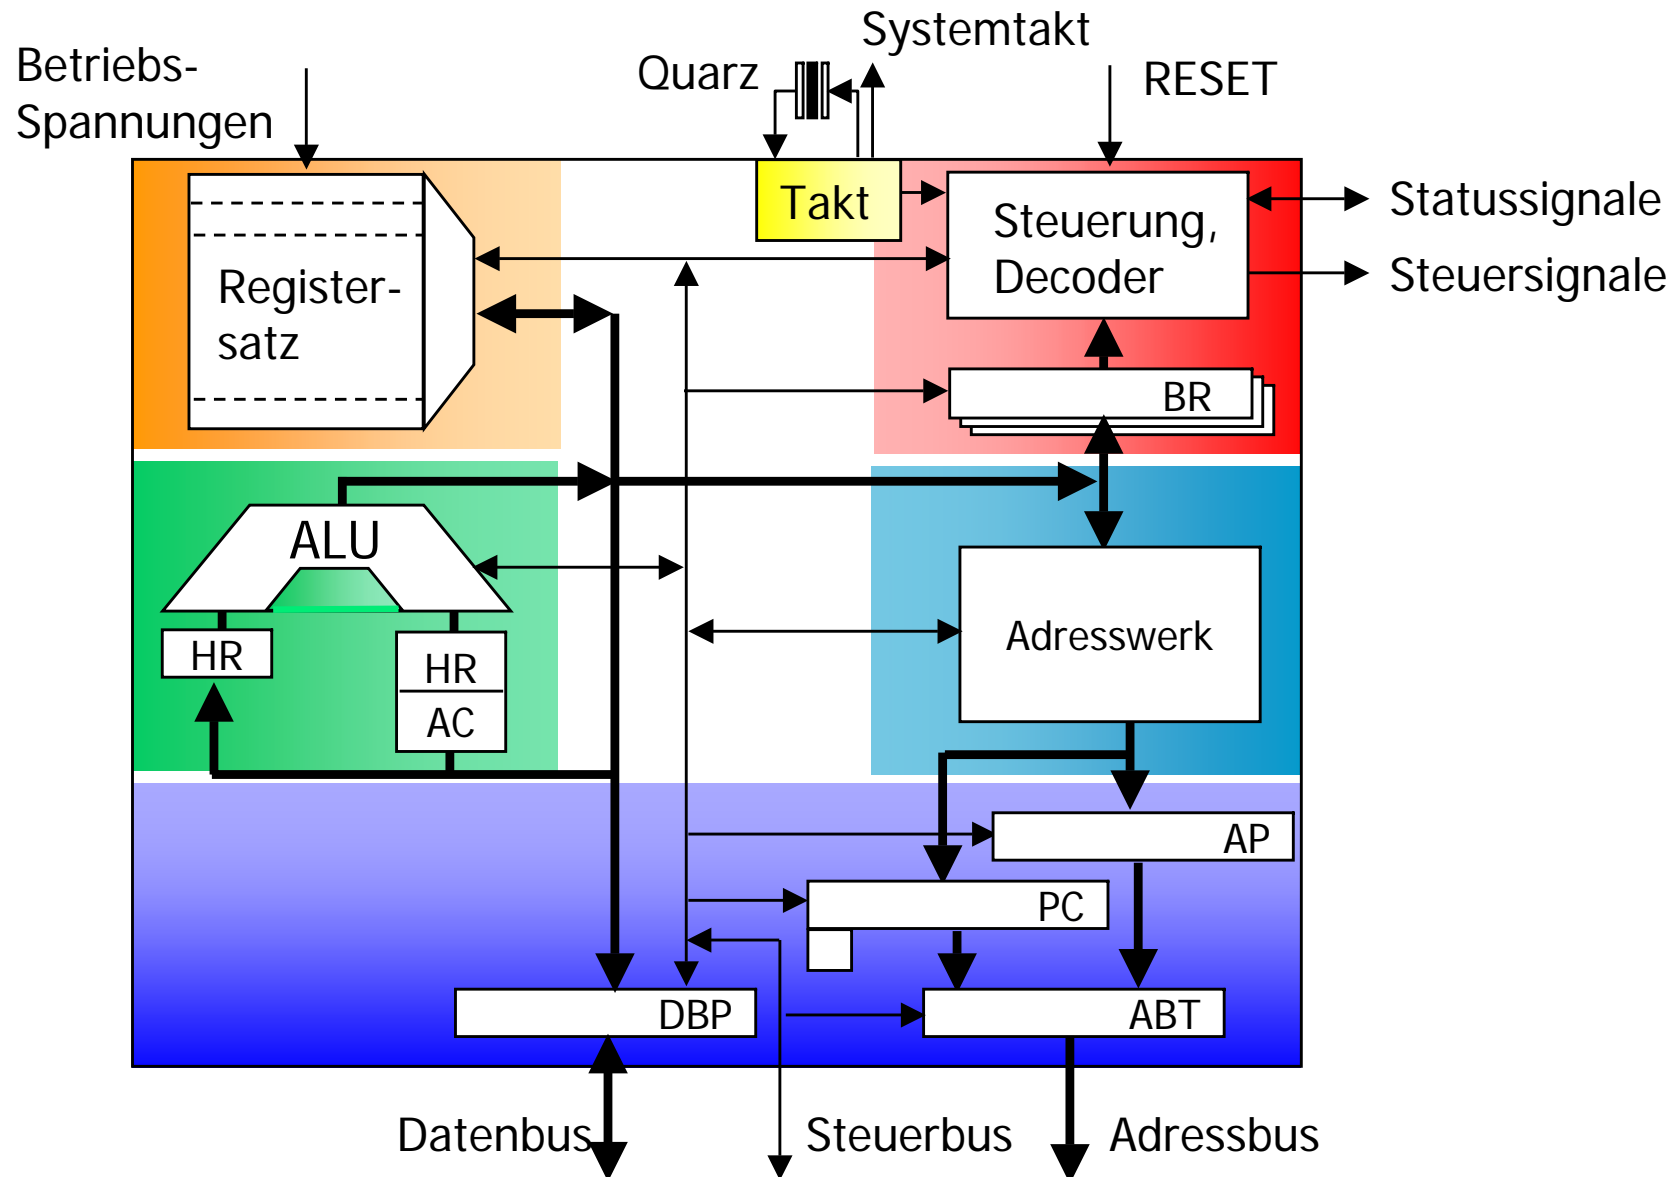 Systemtakt
Betriebs-
Spannungen
Quarz
RESET
Takt
Steuerung,
Decoder
Statussignale
Steuersignale
Register-
satz
BR
ALU
HR
HR
AC
Adresswerk
AP
PC
DBP
ABT
Datenbus
Steuerbus
Adressbus